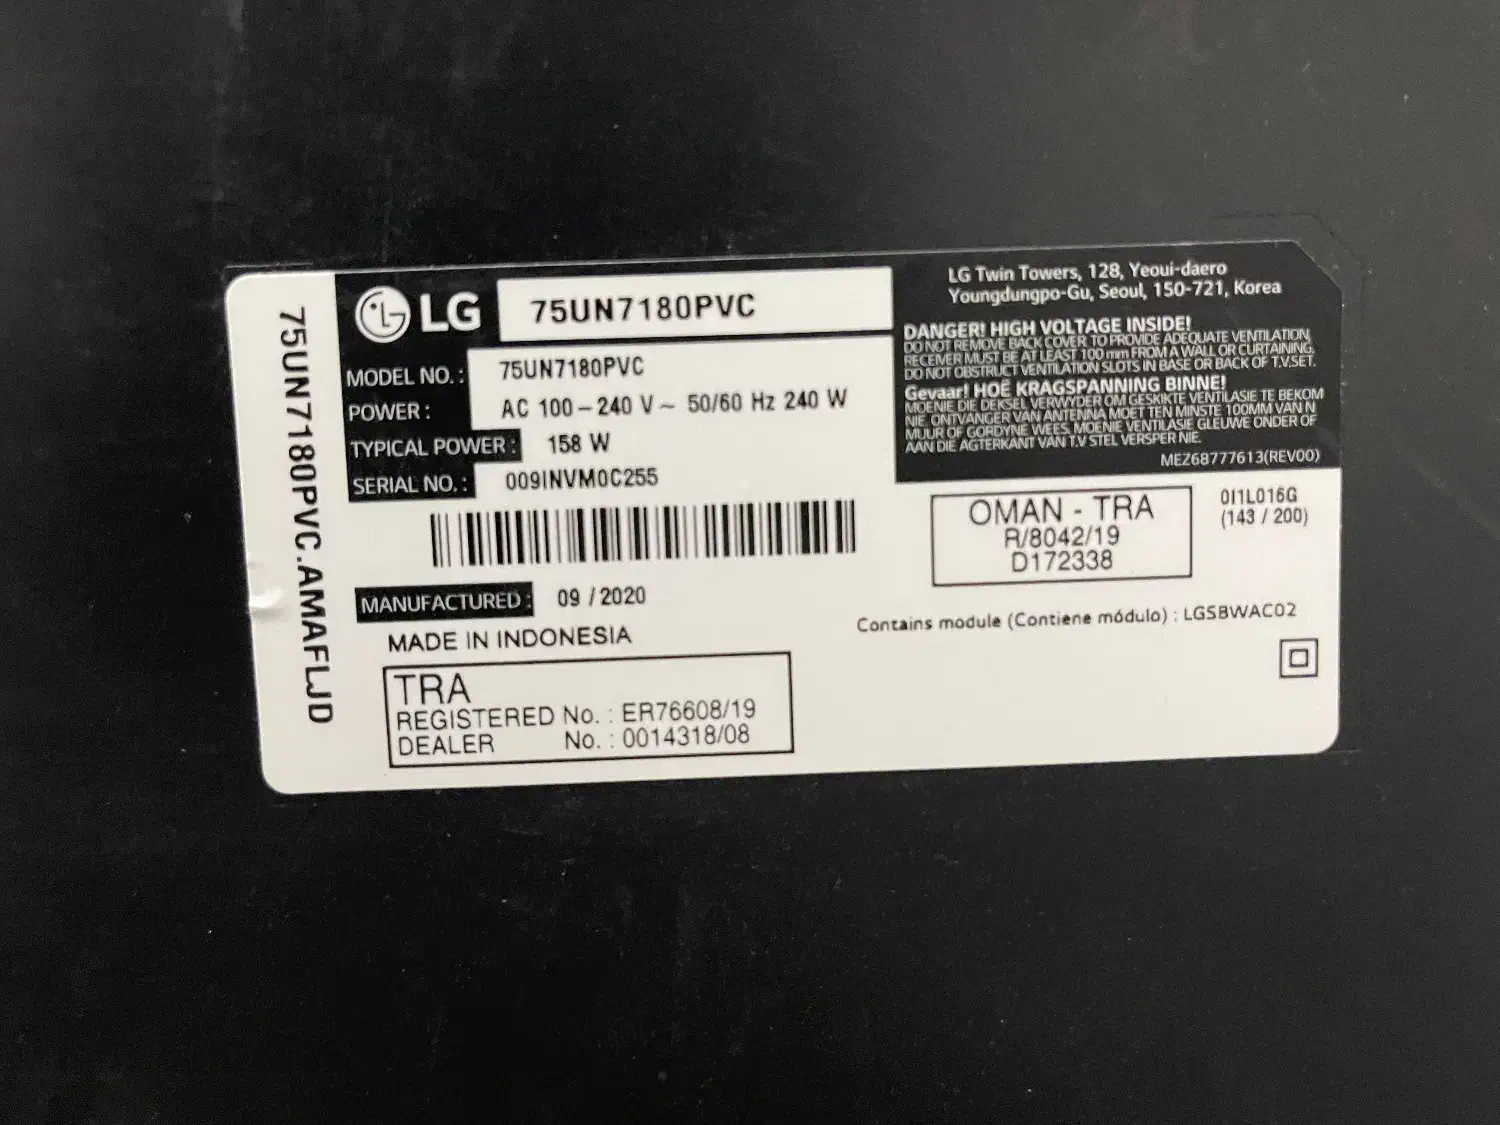 75UN7180PVC.AMAFLJD
LG
75UN7180PVC
MODEL NO. : 75UN7180PVC
POWER : AC 100 – 240 V ~ 50/60 Hz 240 W
TYPICAL POWER : 158 W
SERIAL NO. : 009INVM0C255
MANUFACTURED : 09 / 2020
MADE IN INDONESIA
TRA
REGISTERED No. : ER76608/19
DEALER No. : 0014318/08
LG Twin Towers, 128, Yeoui-daero
Youngdungpo-Gu, Seoul, 150-721, Korea
DANGER! HIGH VOLTAGE INSIDE!
DO NOT REMOVE BACK COVER TO PROVIDE ADEQUATE VENTILATION,
RECEIVER MUST BE AT LEAST 100 mm FROM A WALL OR CURTAINING.
DO NOT OBSTRUCT VENTILATION SLOTS IN BASE OR BACK OF T.V.SET.
Gevaar! HOË KRAGSPANNING BINNE!
MOENIE DIE DEKSEL VERWYDER OM GESKIKTE VENTILASIE TE BEKOM
NIE. ONTVANGER VAN ANTENNA MOET TEN MINSTE 100MM VAN N
MUUR OF GORDYNE WEES. MOENIE VENTILASIE GLEUWE ONDER OF
AAN DIE AGTERKANT VAN T.V STEL VERSPER NIE.
MEZ68777613(REV00)
OMAN - TRA
R/8042/19
D172338
0I1L016G
(143 / 200)
Contains module (Contiene módulo) : LGSBWAC02